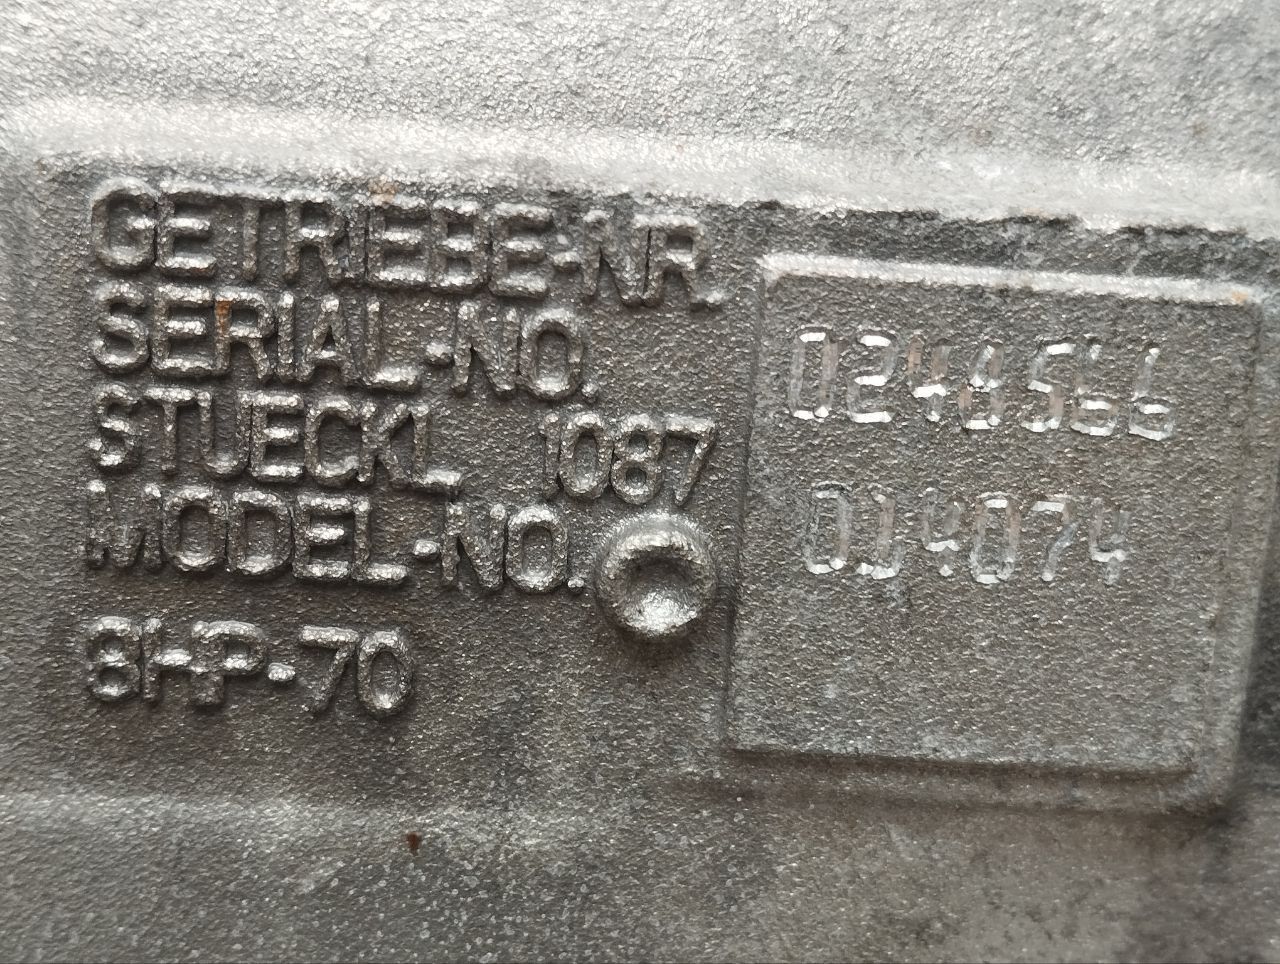 GETRIEBE-NR.
SERIAL-NO.
0248566
STUECKL. 1087
MODEL-NO.
014074
8HP-70